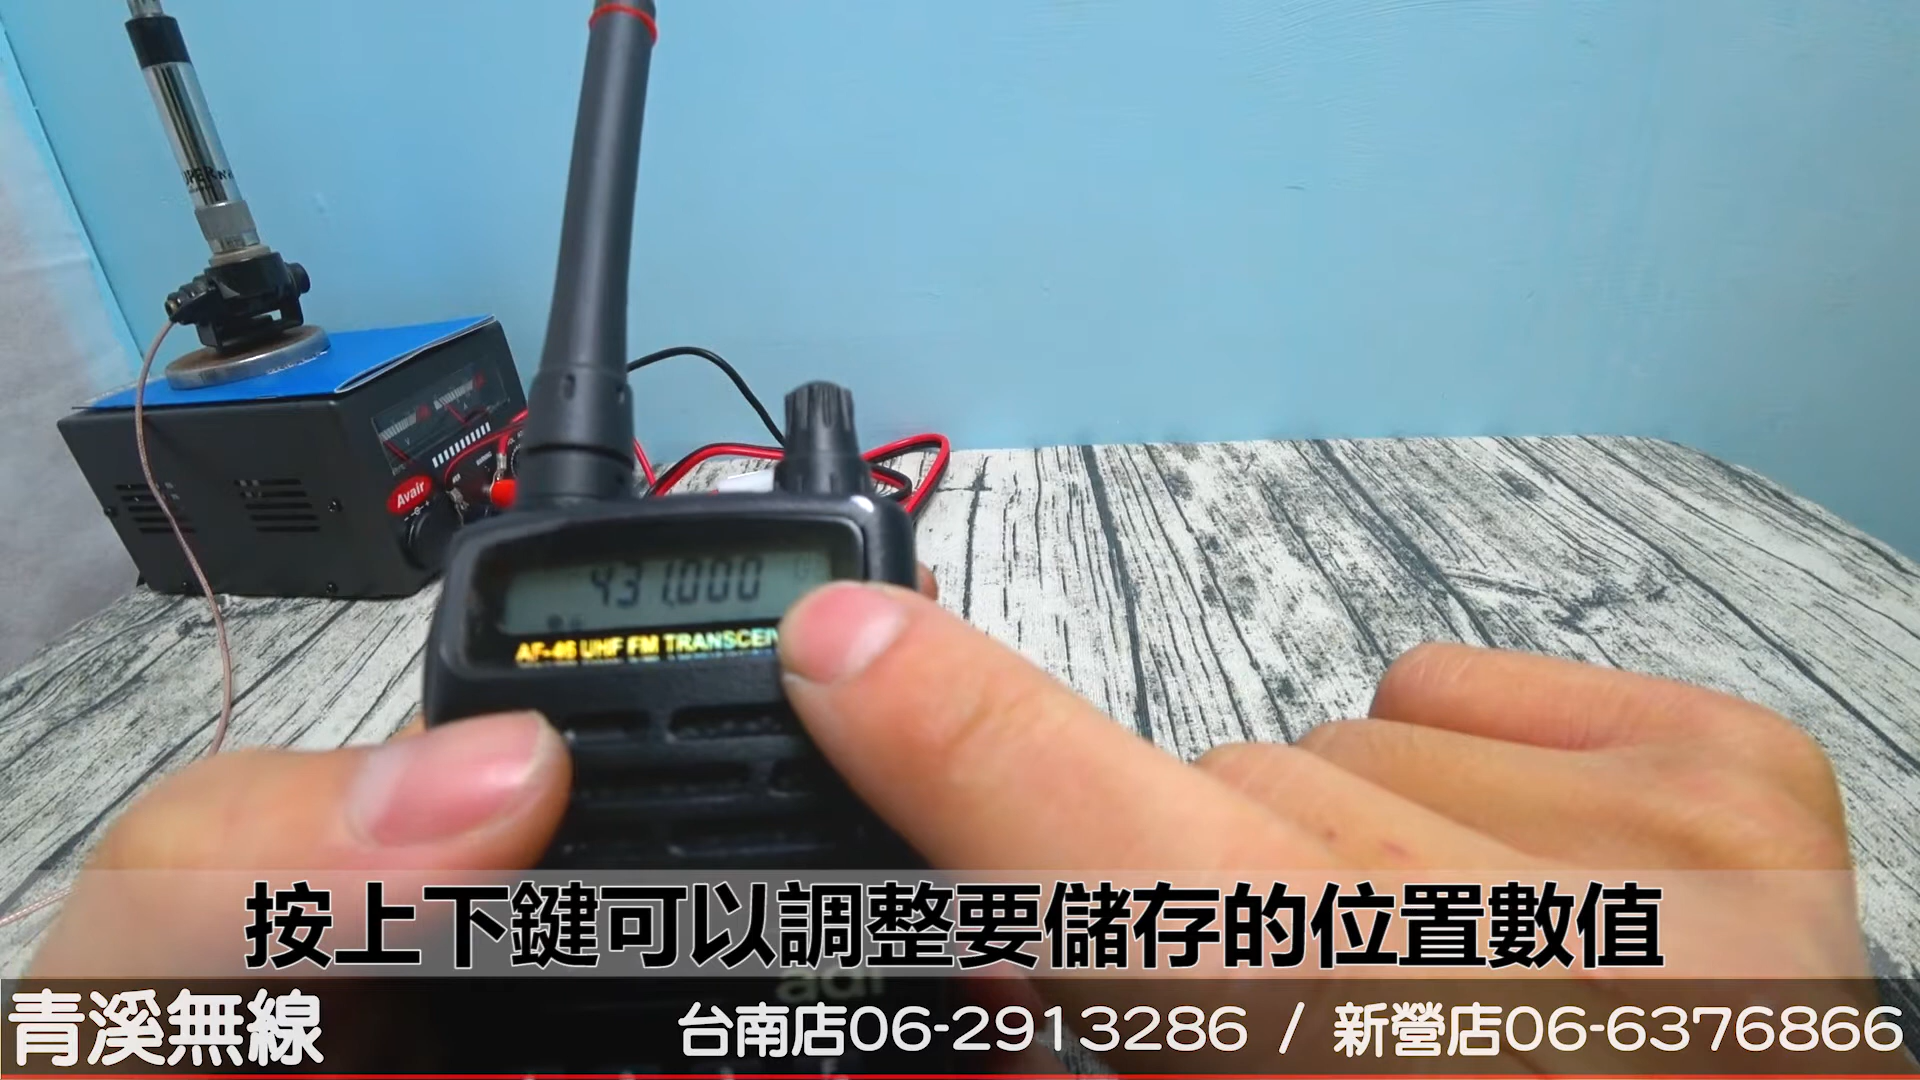 Avair
431.000
AF-46 UHF FM TRANSCEIV
按上下鍵可以調整要儲存的位置數值
adi
青溪無線
台南店06-2913286 / 新營店06-6376866